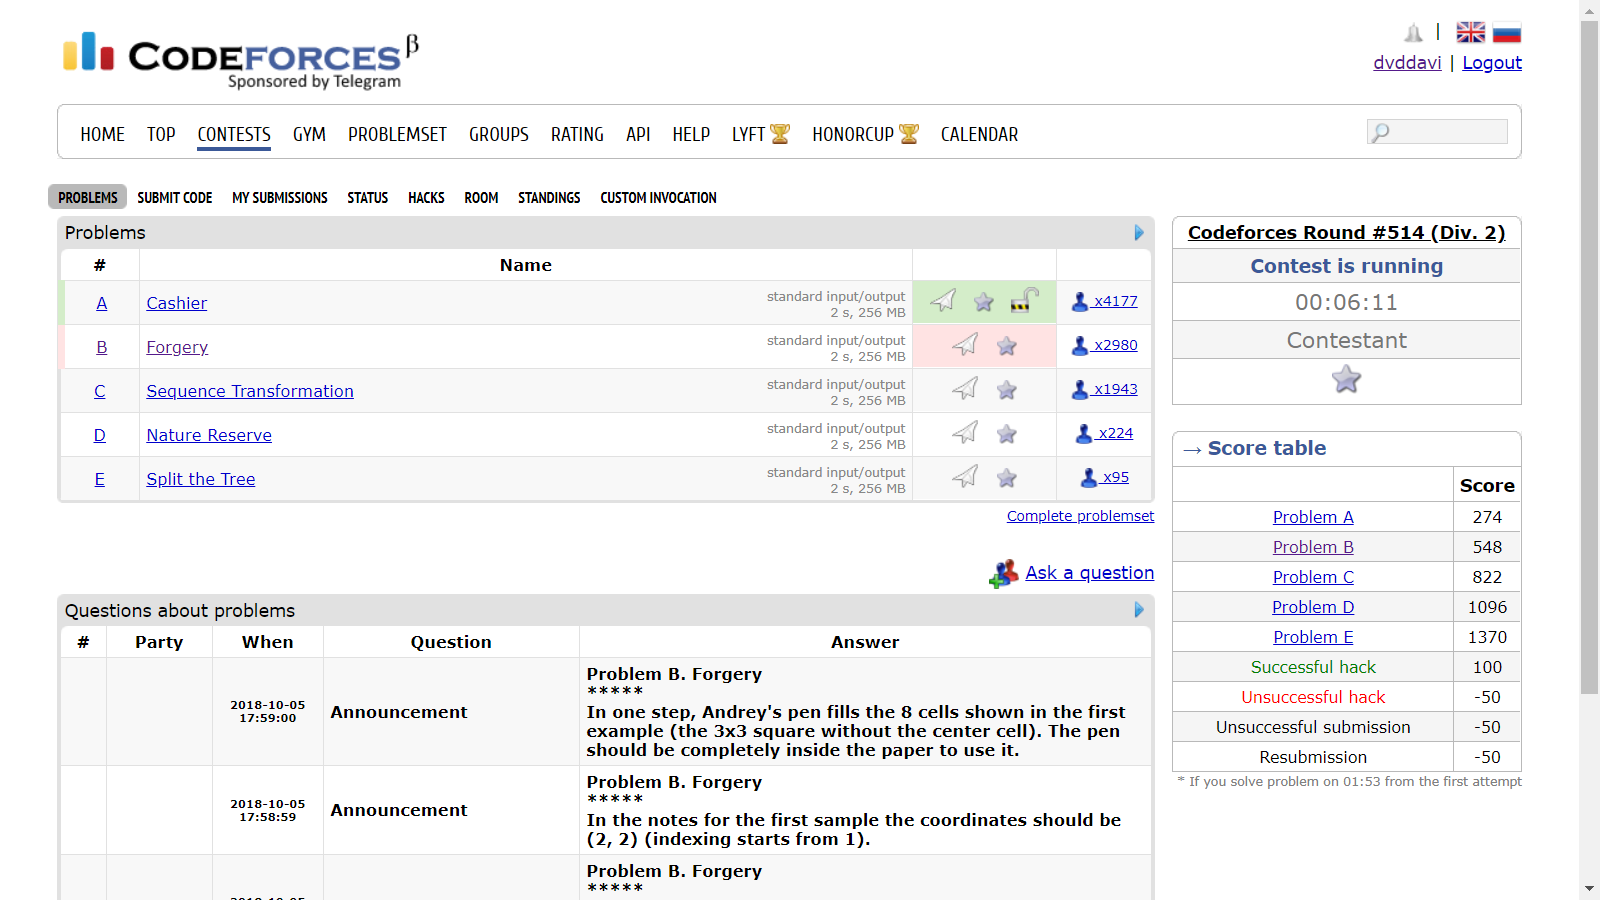 CODEFORCES β
Sponsored by Telegram
|
dvddavi | Logout
HOME TOP CONTESTS GYM PROBLEMSET GROUPS RATING API HELP LYFT HONORCUP CALENDAR
PROBLEMS SUBMIT CODE MY SUBMISSIONS STATUS HACKS ROOM STANDINGS CUSTOM INVOCATION
Problems
# Name
A Cashier standard input/output 2 s, 256 MB x4177
B Forgery standard input/output 2 s, 256 MB x2980
C Sequence Transformation standard input/output 2 s, 256 MB x1943
D Nature Reserve standard input/output 2 s, 256 MB x224
E Split the Tree standard input/output 2 s, 256 MB x95
Complete problemset
Ask a question
Questions about problems
# Party When Question Answer
2018-10-05
17:59:00
Announcement
Problem B. Forgery
*****
In one step, Andrey's pen fills the 8 cells shown in the first
example (the 3x3 square without the center cell). The pen
should be completely inside the paper to use it.
2018-10-05
17:58:59
Announcement
Problem B. Forgery
*****
In the notes for the first sample the coordinates should be
(2, 2) (indexing starts from 1).
Problem B. Forgery
*****
Codeforces Round #514 (Div. 2)
Contest is running
00:06:11
Contestant
→ Score table
Score
Problem A 274
Problem B 548
Problem C 822
Problem D 1096
Problem E 1370
Successful hack 100
Unsuccessful hack -50
Unsuccessful submission -50
Resubmission -50
* If you solve problem on 01:53 from the first attempt